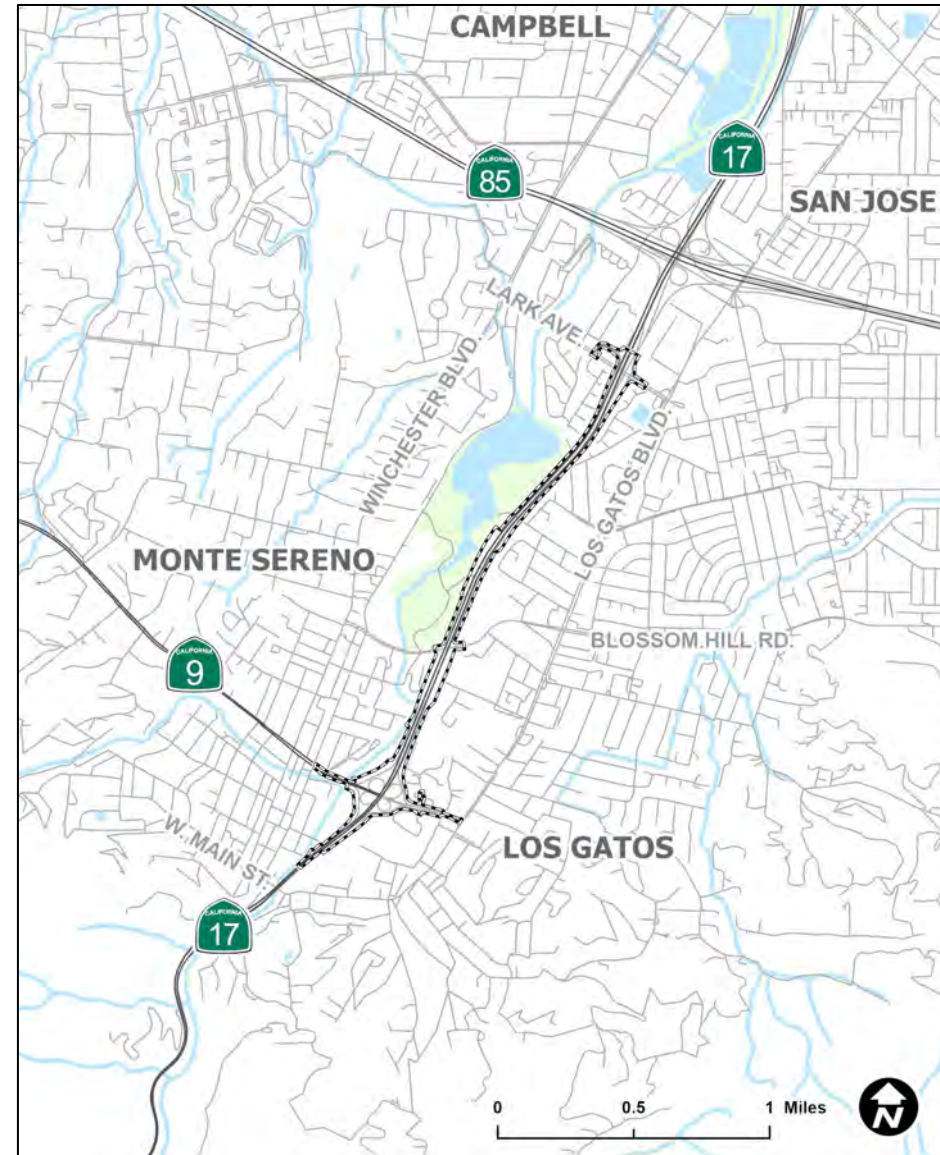 CAMPBELL
CALIFORNIA
17
CALIFORNIA
85
SAN JOSE
LARK AVE.
WINCHESTER BLVD.
LOS GATOS BLVD.
MONTE SERENO
BLOSSOM HILL RD.
CALIFORNIA
9
W. MAIN ST.
LOS GATOS
CALIFORNIA
17
0 0.5 1 Miles
N